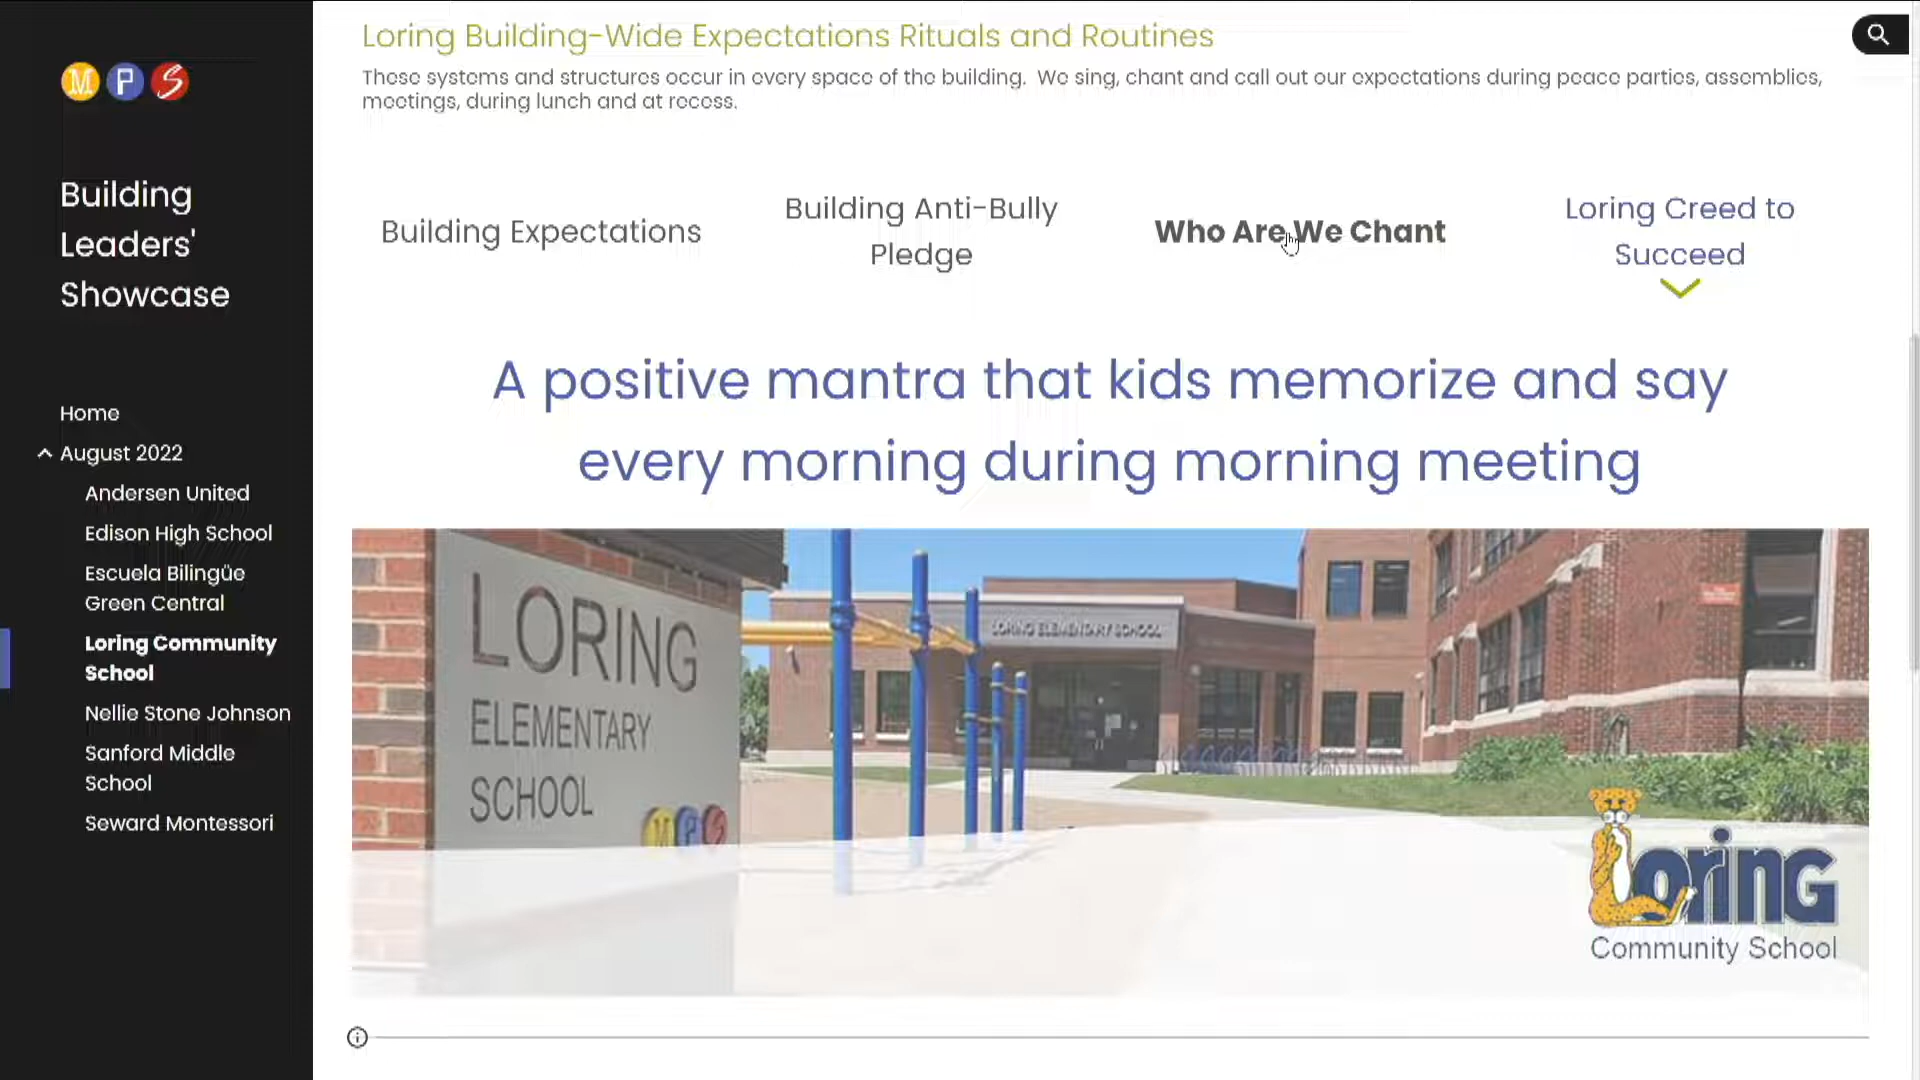 Loring Building-Wide Expectations Rituals and Routines
These systems and structures occur in every space of the building. We sing, chant and call out our expectations during peace parties, assemblies,
meetings, during lunch and at recess.
M P S
Building
Leaders'
Showcase
Home
August 2022
Andersen United
Edison High School
Escuela Bilingüe
Green Central
Loring Community
School
Nellie Stone Johnson
Sanford Middle
School
Seward Montessori
Building Expectations
Building Anti-Bully
Pledge
Who Are We Chant
Loring Creed to
Succeed
A positive mantra that kids memorize and say
every morning during morning meeting
LORING
ELEMENTARY
SCHOOL
MPS
LORING ELEMENTARY SCHOOL
Loring
Community School